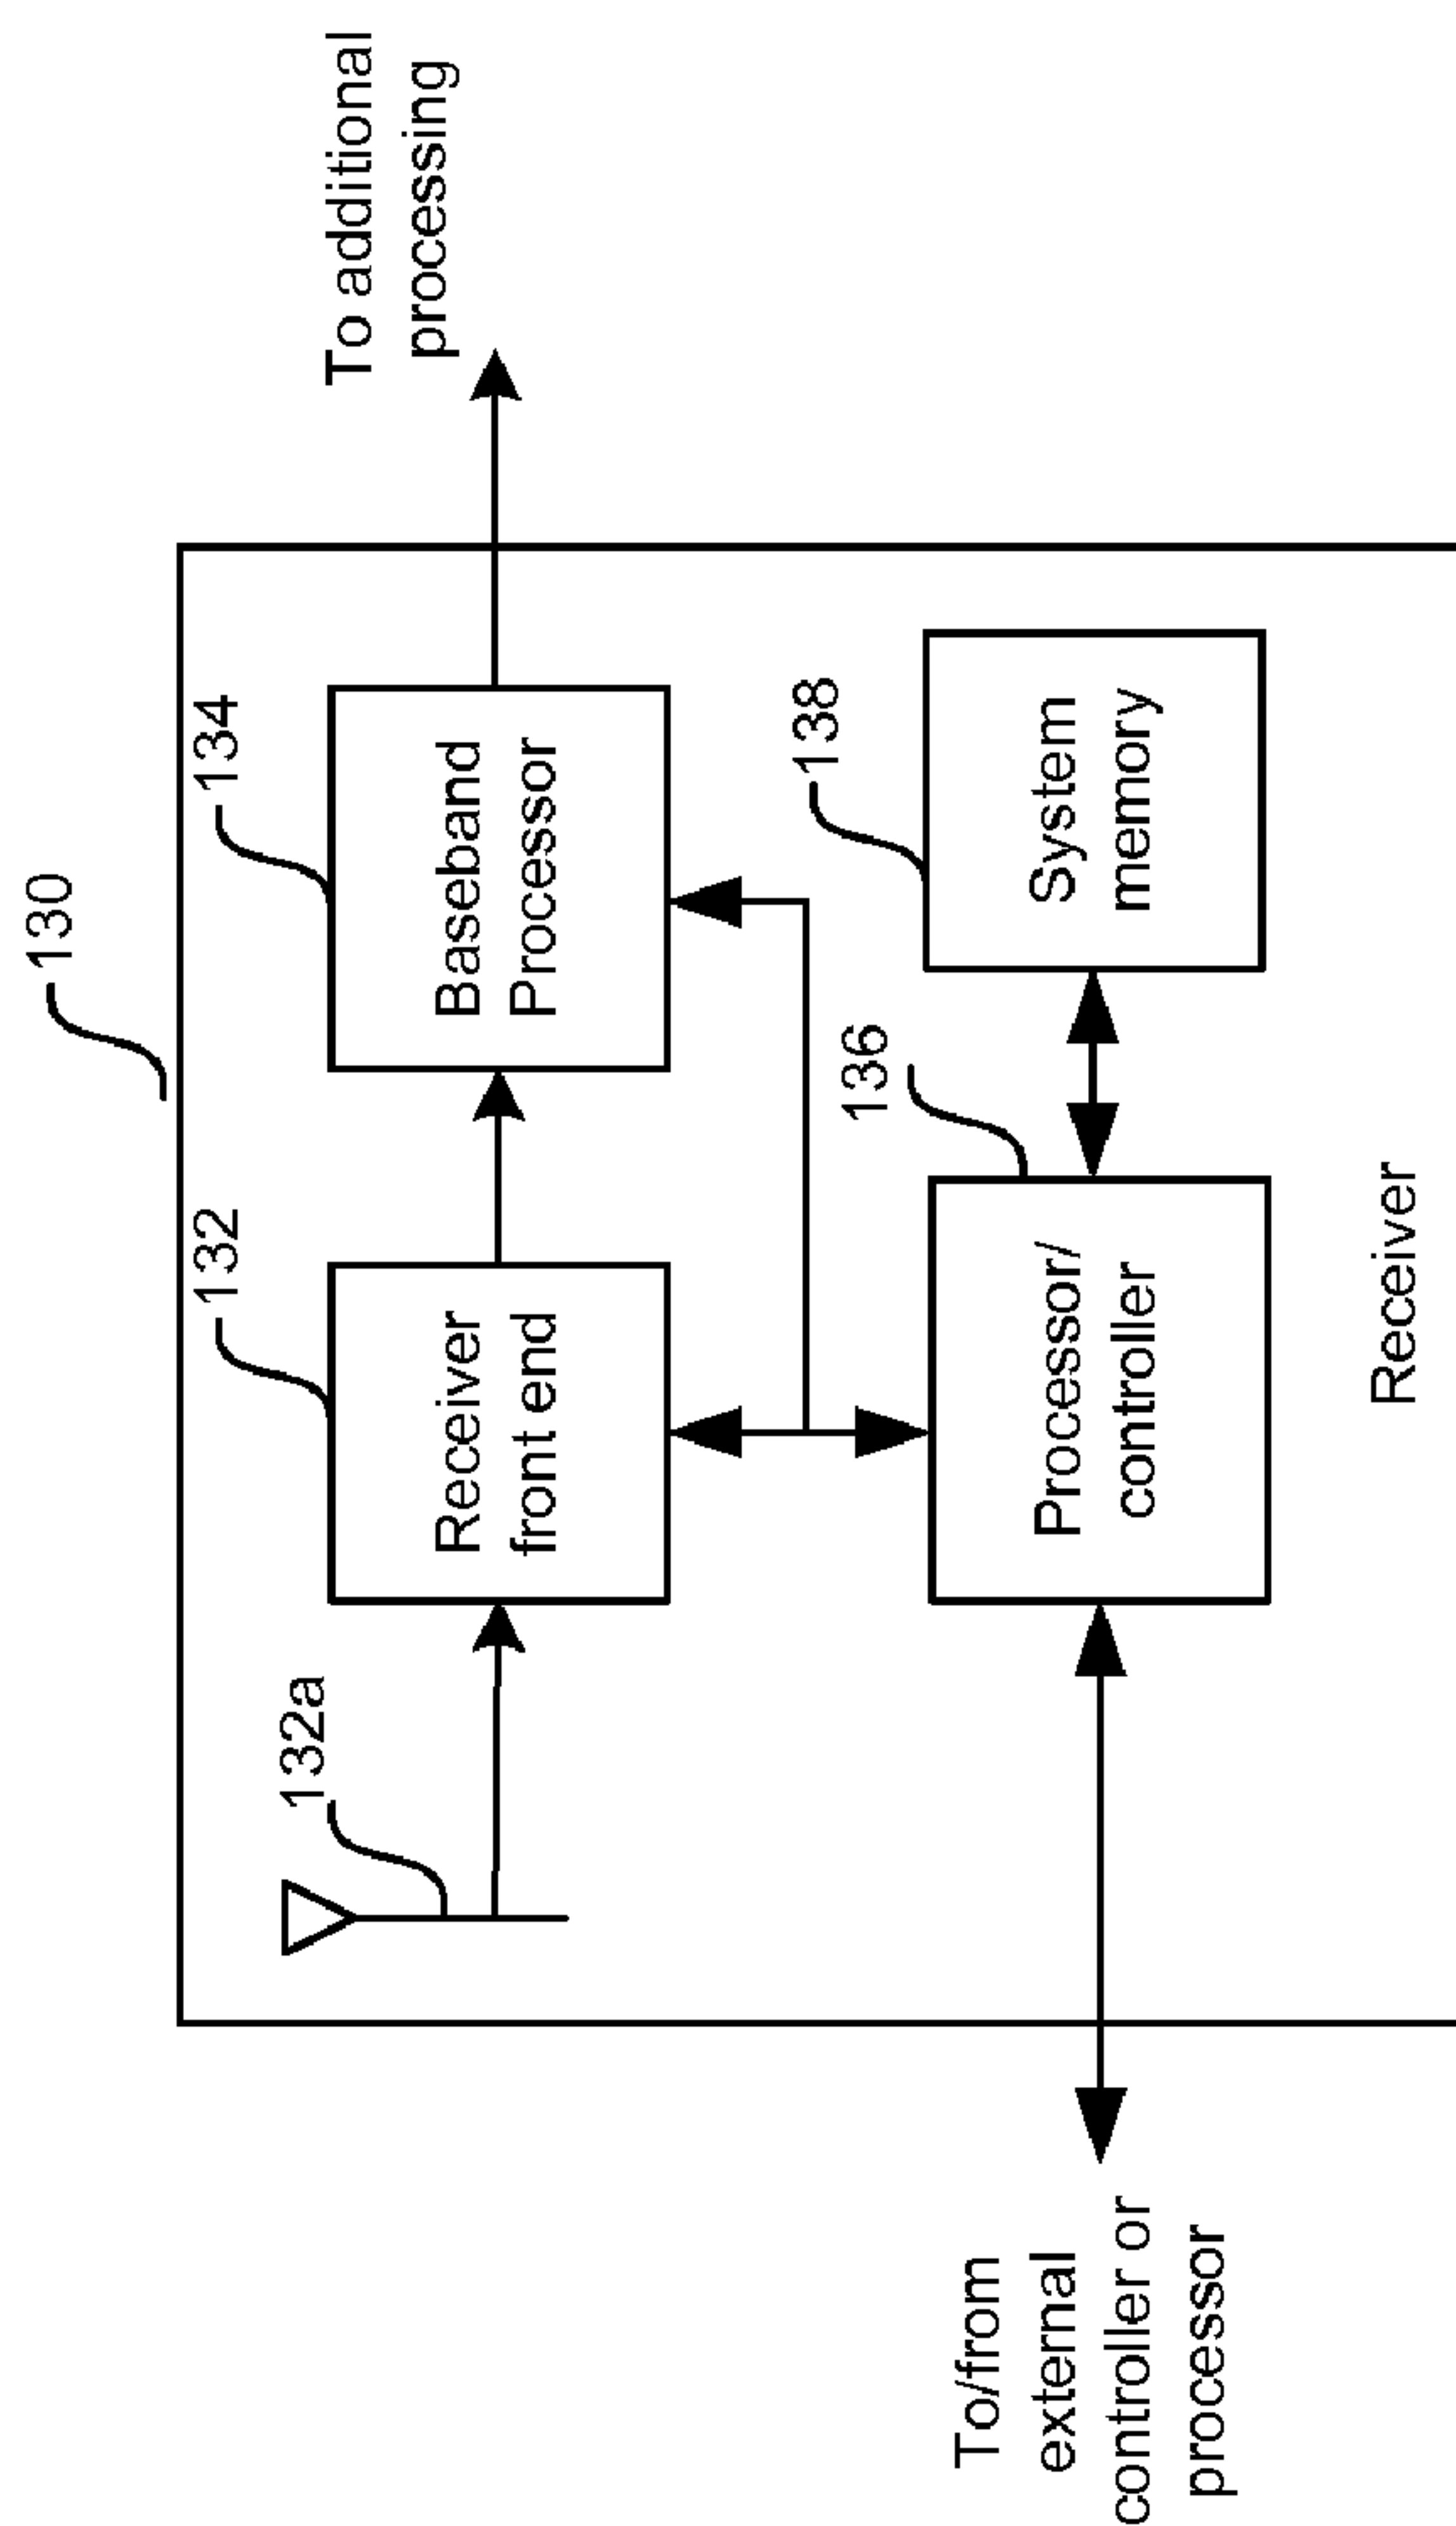 130
To additional
processing
132a
132
134
Receiver
front end
Baseband
Processor
136
138
To/from
external
controller or
processor
Processor/
controller
System
memory
Receiver